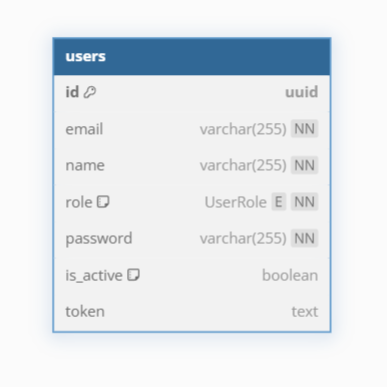 users
id uuid
email varchar(255) NN
name varchar(255) NN
role UserRole E NN
password varchar(255) NN
is_active boolean
token text